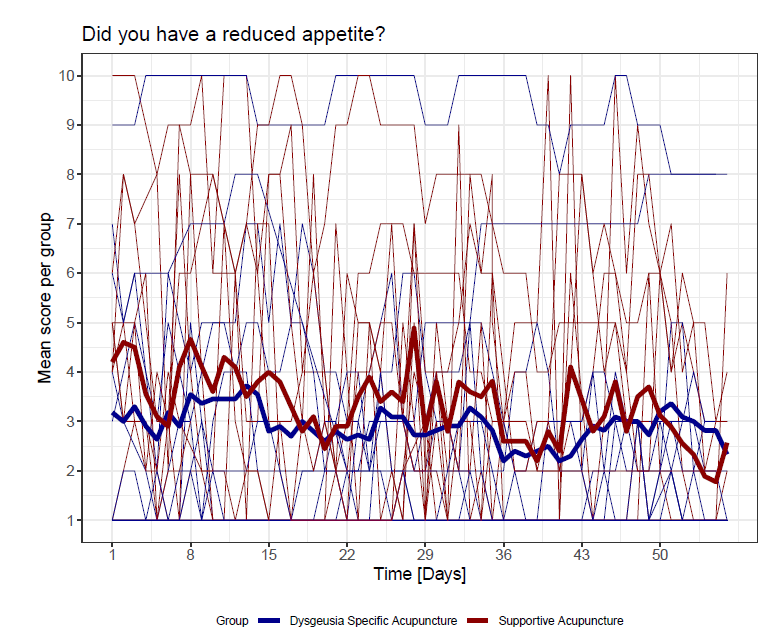 Did you have a reduced appetite?
Mean score per group
10
9
8
7
6
5
4
3
2
1
1 8 15 22 29 36 43 50
Time [Days]
Group Dysgeusia Specific Acupuncture Supportive Acupuncture